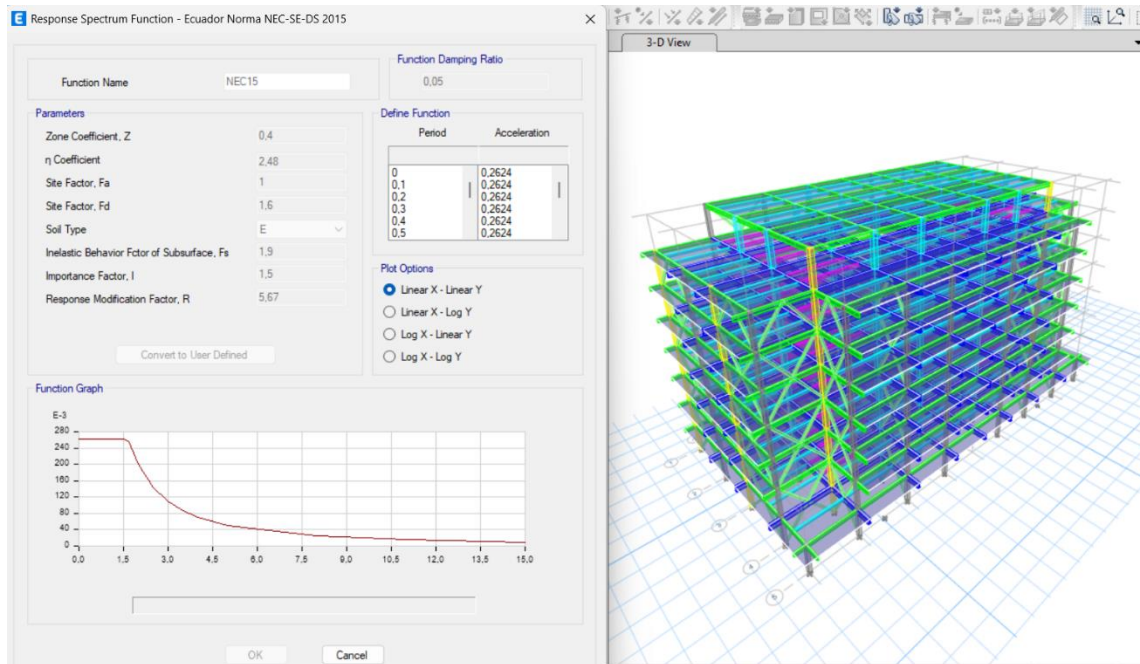 E Response Spectrum Function - Ecuador Norma NEC-SE-DS 2015
Function Name NEC15
Function Damping Ratio
0,05
Parameters
Zone Coefficient, Z 0,4
η Coefficient 2,48
Site Factor, Fa 1
Site Factor, Fd 1,6
Soil Type E
Inelastic Behavior Fctor of Subsurface, Fs 1,9
Importance Factor, I 1,5
Response Modification Factor, R 5,67
Convert to User Defined
Define Function
Period Acceleration
0 0,2624
0,1 0,2624
0,2 0,2624
0,3 0,2624
0,4 0,2624
0,5 0,2624
Plot Options
Linear X - Linear Y
Linear X - Log Y
Log X - Linear Y
Log X - Log Y
Function Graph
E-3
280
240
200
160
120
80
40
0
0,0 1,5 3,0 4,5 6,0 7,5 9,0 10,5 12,0 13,5 15,0
OK Cancel
3-D View